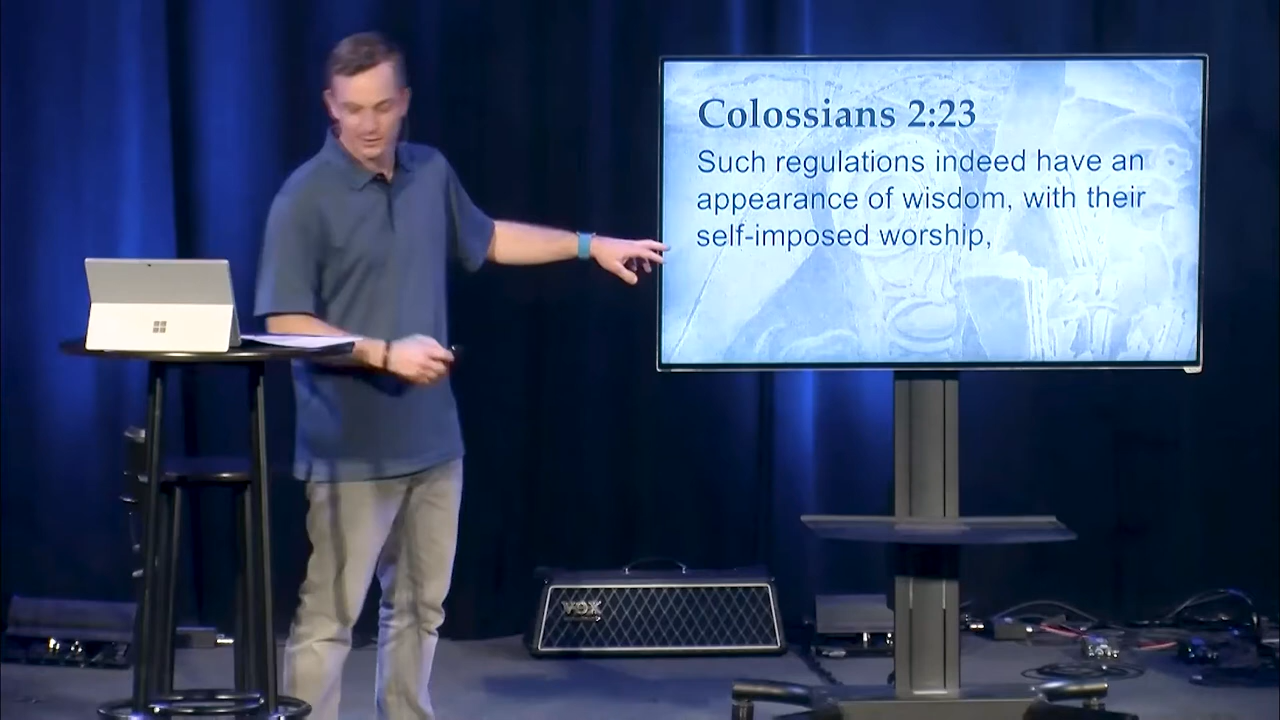 Colossians 2:23
Such regulations indeed have an
appearance of wisdom, with their
self-imposed worship,
VOX